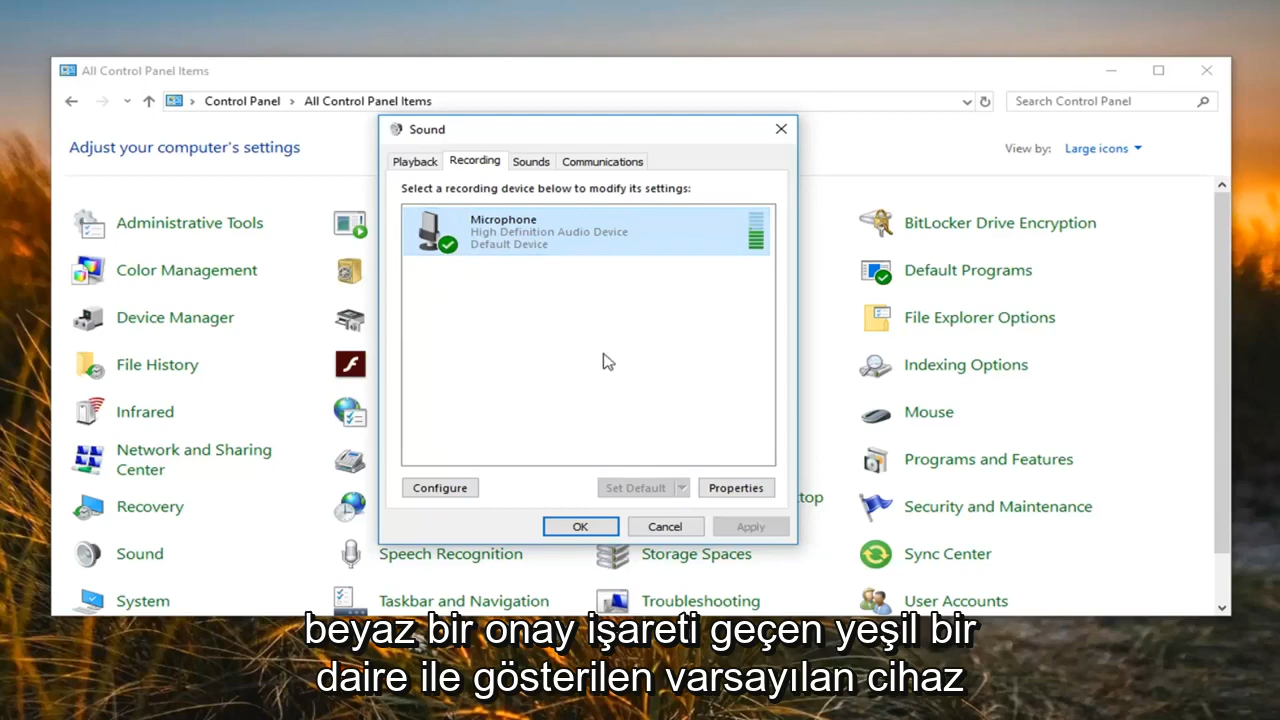 All Control Panel Items
Control Panel
All Control Panel Items
Search Control Panel
Adjust your computer's settings
View by:
Large icons
Sound
Playback
Recording
Sounds
Communications
Select a recording device below to modify its settings:
Microphone
High Definition Audio Device
Default Device
Configure
Set Default
Properties
OK
Cancel
Apply
Administrative Tools
BitLocker Drive Encryption
Color Management
Default Programs
Device Manager
File Explorer Options
File History
Indexing Options
Infrared
Mouse
Network and Sharing
Center
Programs and Features
Recovery
Security and Maintenance
Sound
Speech Recognition
Storage Spaces
Sync Center
System
Taskbar and Navigation
Troubleshooting
User Accounts
beyaz bir onay işareti geçen yeşil bir
daire ile gösterilen varsayılan cihaz